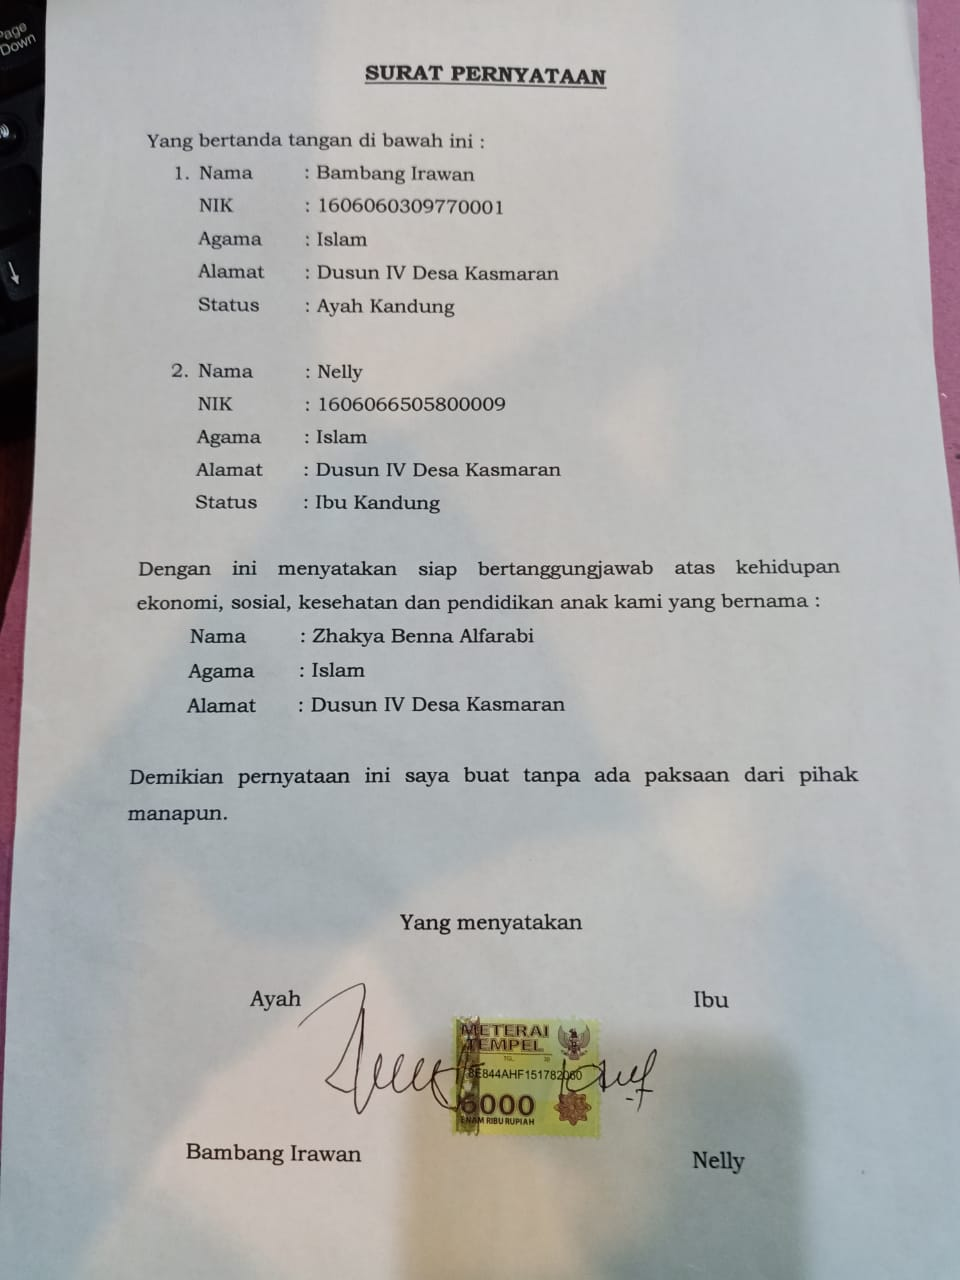 Page
Down
SURAT PERNYATAAN
Yang bertanda tangan di bawah ini :
1. Nama : Bambang Irawan
NIK : 1606060309770001
Agama : Islam
Alamat : Dusun IV Desa Kasmaran
Status : Ayah Kandung
2. Nama : Nelly
NIK : 1606066505800009
Agama : Islam
Alamat : Dusun IV Desa Kasmaran
Status : Ibu Kandung
Dengan ini menyatakan siap bertanggungjawab atas kehidupan
ekonomi, sosial, kesehatan dan pendidikan anak kami yang bernama :
Nama : Zhakya Benna Alfarabi
Agama : Islam
Alamat : Dusun IV Desa Kasmaran
Demikian pernyataan ini saya buat tanpa ada paksaan dari pihak
manapun.
Yang menyatakan
Ayah Ibu
METERAI
TEMPEL
TGL. 20
6000
ENAM RIBU RUPIAH
Bambang Irawan Nelly